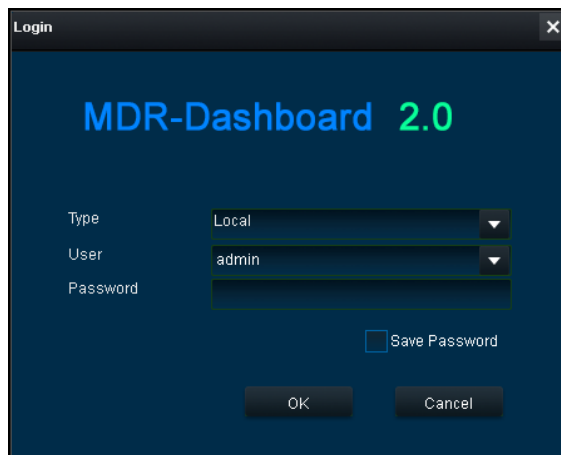 Login
MDR-Dashboard 2.0
Type Local
User admin
Password
Save Password
OK Cancel